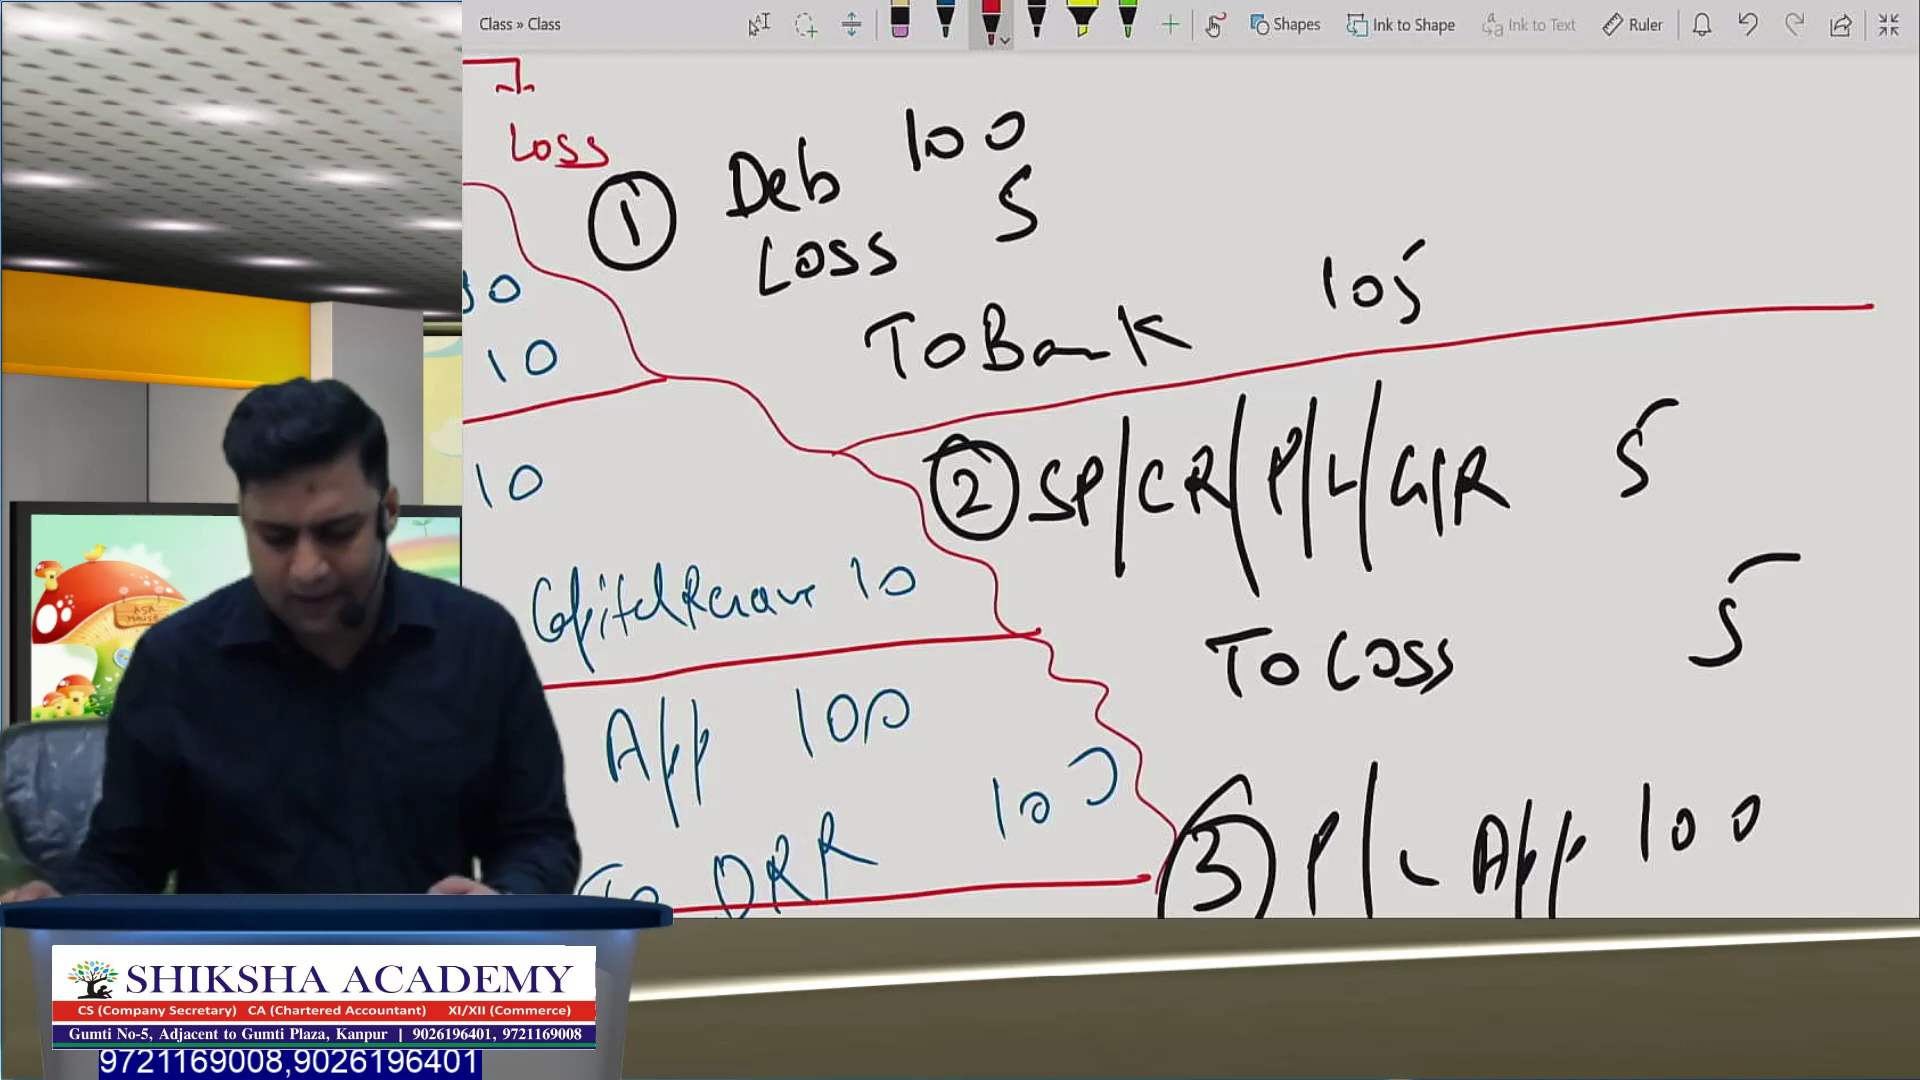 Class » Class
Shapes
Ink to Shape
Ink to Text
Ruler
Loss
① Deb 100
Loss 5
To Bank 105
10
10
② SP/CR/P/L/G/R 5
To Loss 5
Capital Reserve 10
App 100
To DRR 100
③ P/L App 100
ASA
House
SHIKSHA ACADEMY
CS (Company Secretary) CA (Chartered Accountant) XI/XII (Commerce)
Gumti No-5, Adjacent to Gumti Plaza, Kanpur | 9026196401, 9721169008
9721169008,9026196401